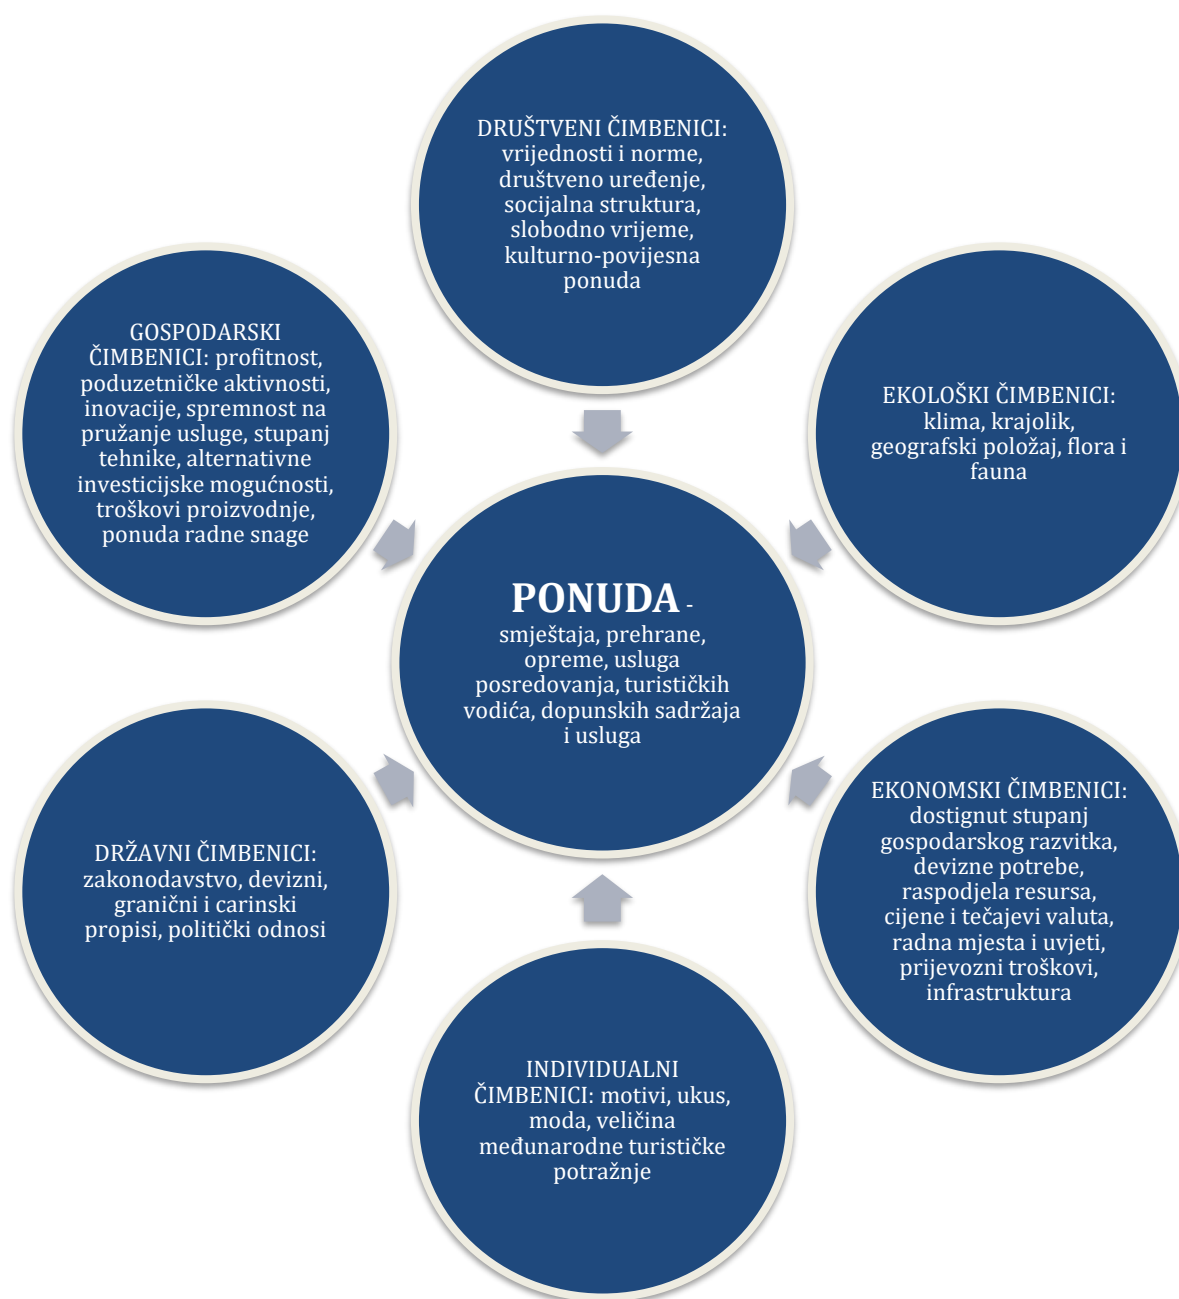 DRUŠTVENI ČIMBENICI:
vrijednosti i norme,
društveno uređenje,
socijalna struktura,
slobodno vrijeme,
kulturno-povijesna
ponuda
GOSPODARSKI
ČIMBENICI: profitnost,
poduzetničke aktivnosti,
inovacije, spremnost na
pružanje usluge, stupanj
tehnike, alternativne
investicijske mogućnosti,
troškovi proizvodnje,
ponuda radne snage
EKOLOŠKI ČIMBENICI:
klima, krajolik,
geografski položaj, flora i
fauna
PONUDA -
smještaja, prehrane,
opreme, usluga
posredovanja, turističkih
vodića, dopunskih sadržaja
i usluga
DRŽAVNI ČIMBENICI:
zakonodavstvo, devizni,
granični i carinski
propisi, politički odnosi
EKONOMSKI ČIMBENICI:
dostignut stupanj
gospodarskog razvitka,
devizne potrebe,
raspodjela resursa,
cijene i tečajevi valuta,
radna mjesta i uvjeti,
prijevozni troškovi,
infrastruktura
INDIVIDUALNI
ČIMBENICI: motivi, ukus,
moda, veličina
međunarodne turističke
potražnje